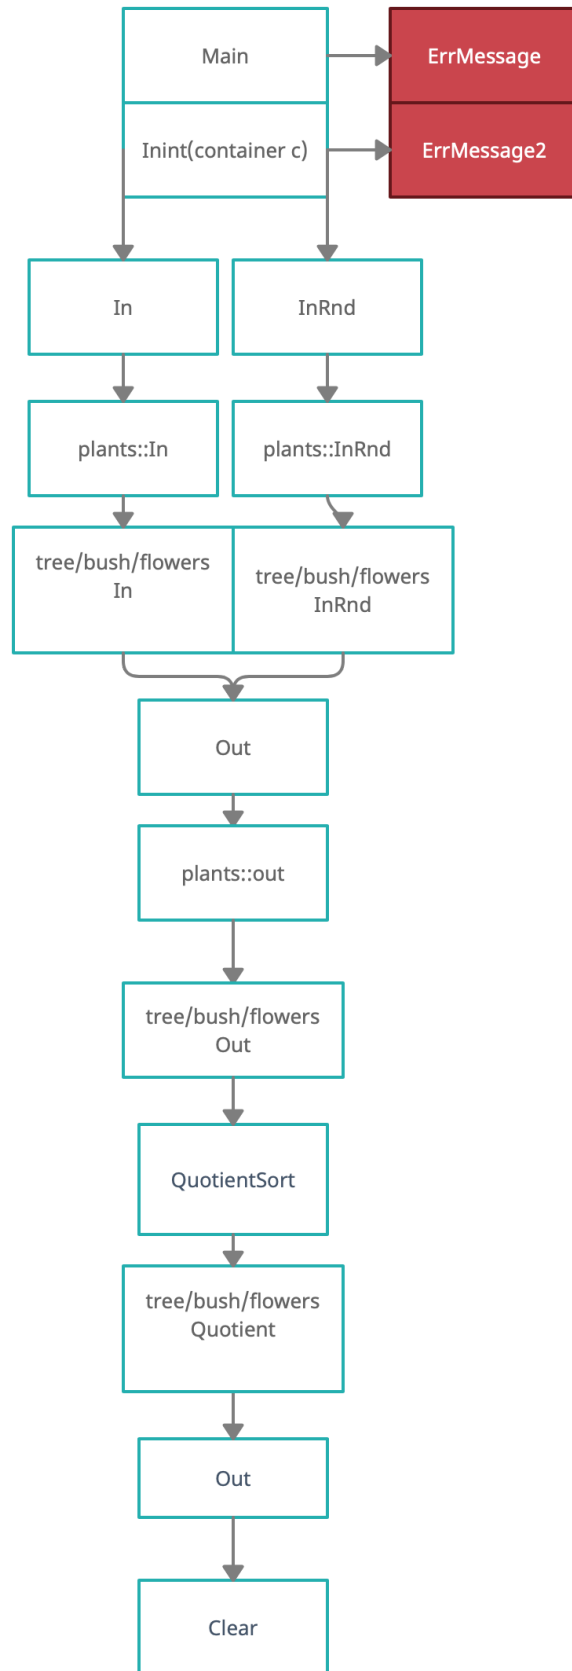 Main
ErrMessage
Inint(container c)
ErrMessage2
In
InRnd
plants::In
plants::InRnd
tree/bush/flowers
In
tree/bush/flowers
InRnd
Out
plants::out
tree/bush/flowers
Out
QuotientSort
tree/bush/flowers
Quotient
Out
Clear